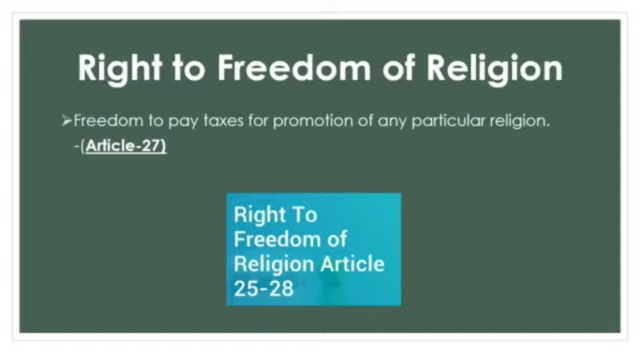 Right to Freedom of Religion
➤Freedom to pay taxes for promotion of any particular religion.
-(Article-27)
Right To
Freedom of
Religion Article
25-28